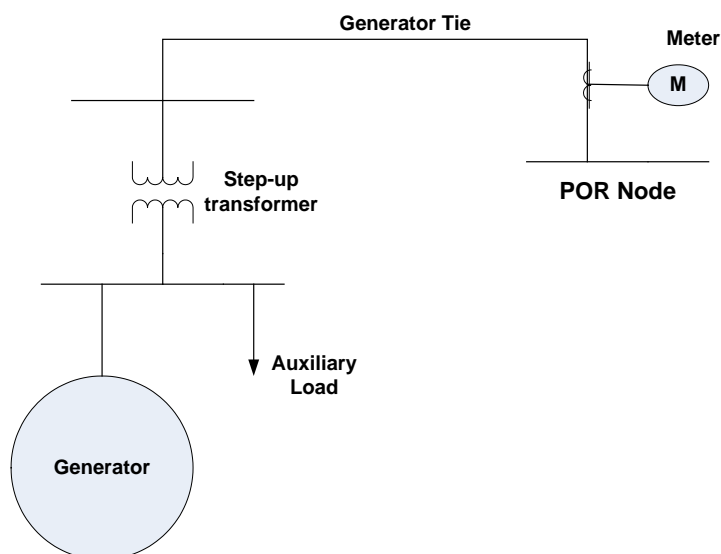 Generator Tie
Meter
M
Step-up
transformer
POR Node
Auxiliary
Load
Generator